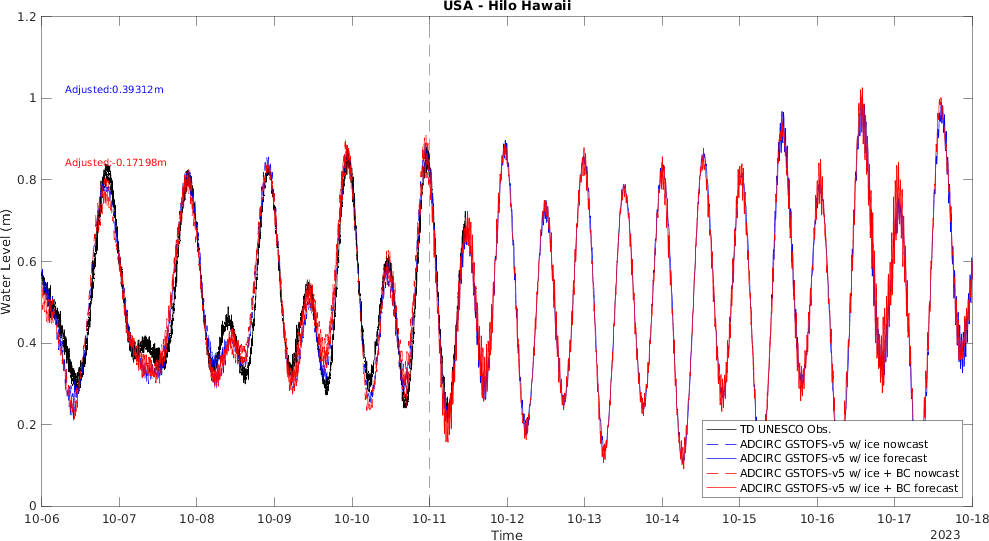 USA - Hilo Hawaii
1.2
1
0.8
0.6
0.4
0.2
0
Water Level (m)
Adjusted:0.39312m
Adjusted:-0.17198m
TD UNESCO Obs.
ADCIRC GSTOFS-v5 w/ ice nowcast
ADCIRC GSTOFS-v5 w/ ice forecast
ADCIRC GSTOFS-v5 w/ ice + BC nowcast
ADCIRC GSTOFS-v5 w/ ice + BC forecast
10-06 10-07 10-08 10-09 10-10 10-11 10-12 10-13 10-14 10-15 10-16 10-17 10-18
Time
2023